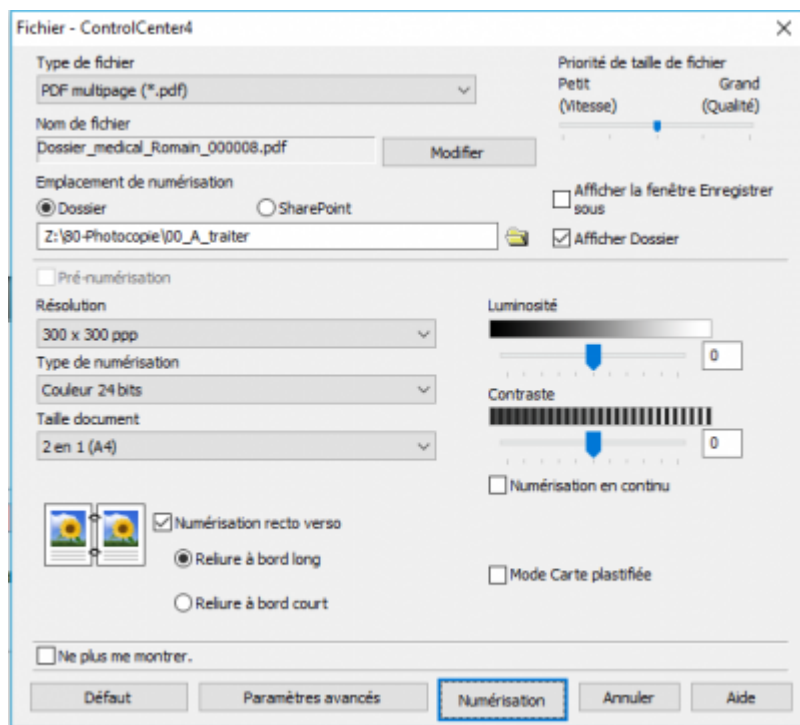 Fichier - ControlCenter4
Type de fichier
PDF multipage (*.pdf)
Priorité de taille de fichier
Petit Grand
(Vitesse) (Qualité)
Nom de fichier
Dossier_medical_Romain_000008.pdf
Modifier
Emplacement de numérisation
Dossier
SharePoint
Z:\80-Photocopie\00_A_traiter
Afficher la fenêtre Enregistrer
sous
Afficher Dossier
Pré-numérisation
Résolution
300 x 300 ppp
Type de numérisation
Couleur 24 bits
Taille document
2 en 1 (A4)
Luminosité
0
Contraste
0
Numérisation en continu
Numérisation recto verso
Reliure à bord long
Reliure à bord court
Mode Carte plastifiée
Ne plus me montrer.
Défaut
Paramètres avancés
Numérisation
Annuler
Aide